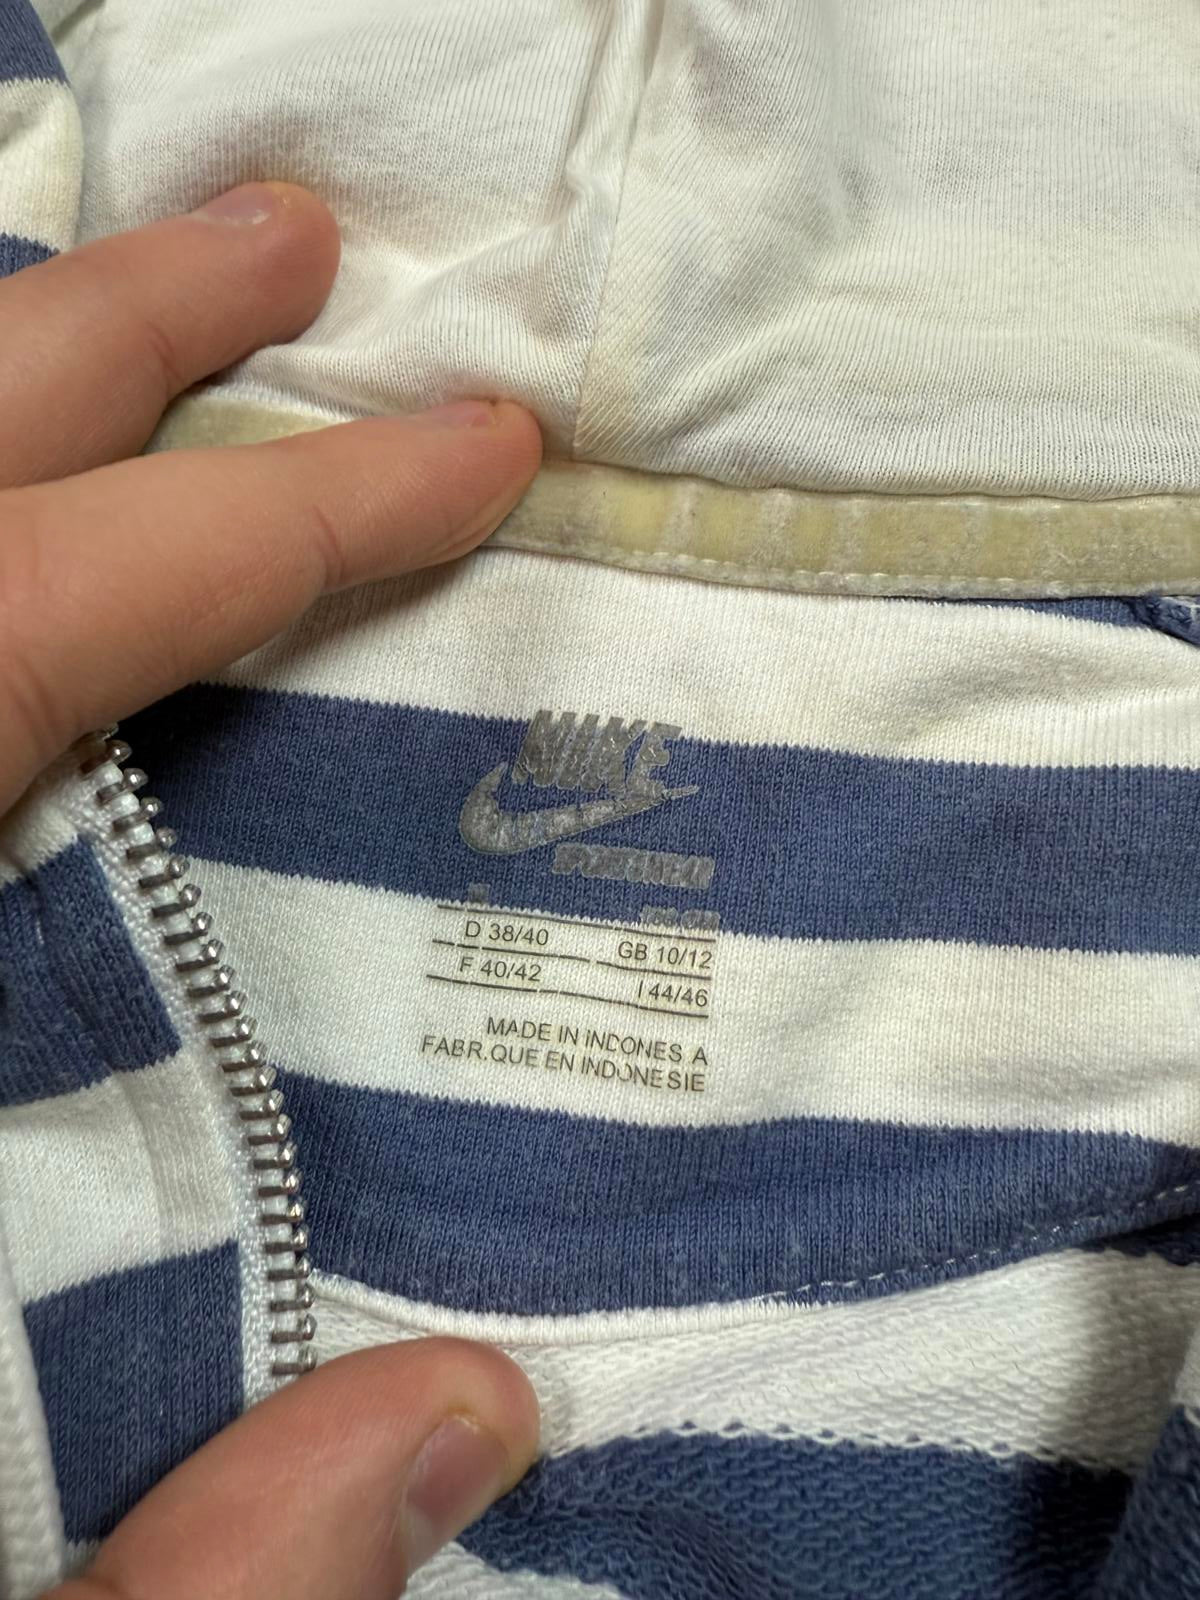 NIKE
M
D 38/40 GB 10/12
F 40/42 I 44/46
MADE IN INDONES A
FABR.QUE EN INDONESIE